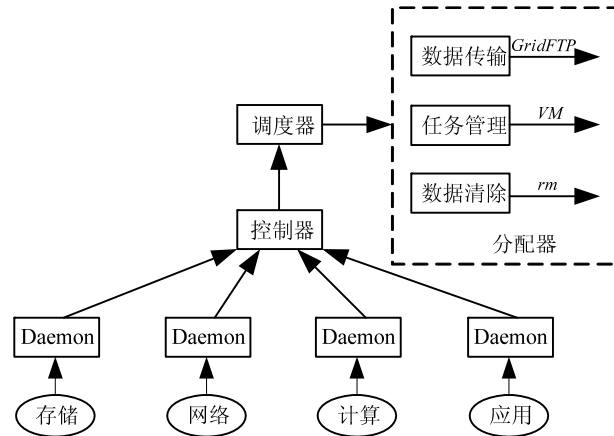 数据传输 GridFTP
调度器
任务管理 VM
数据清除 rm
控制器
分配器
Daemon Daemon Daemon Daemon
存储 网络 计算 应用